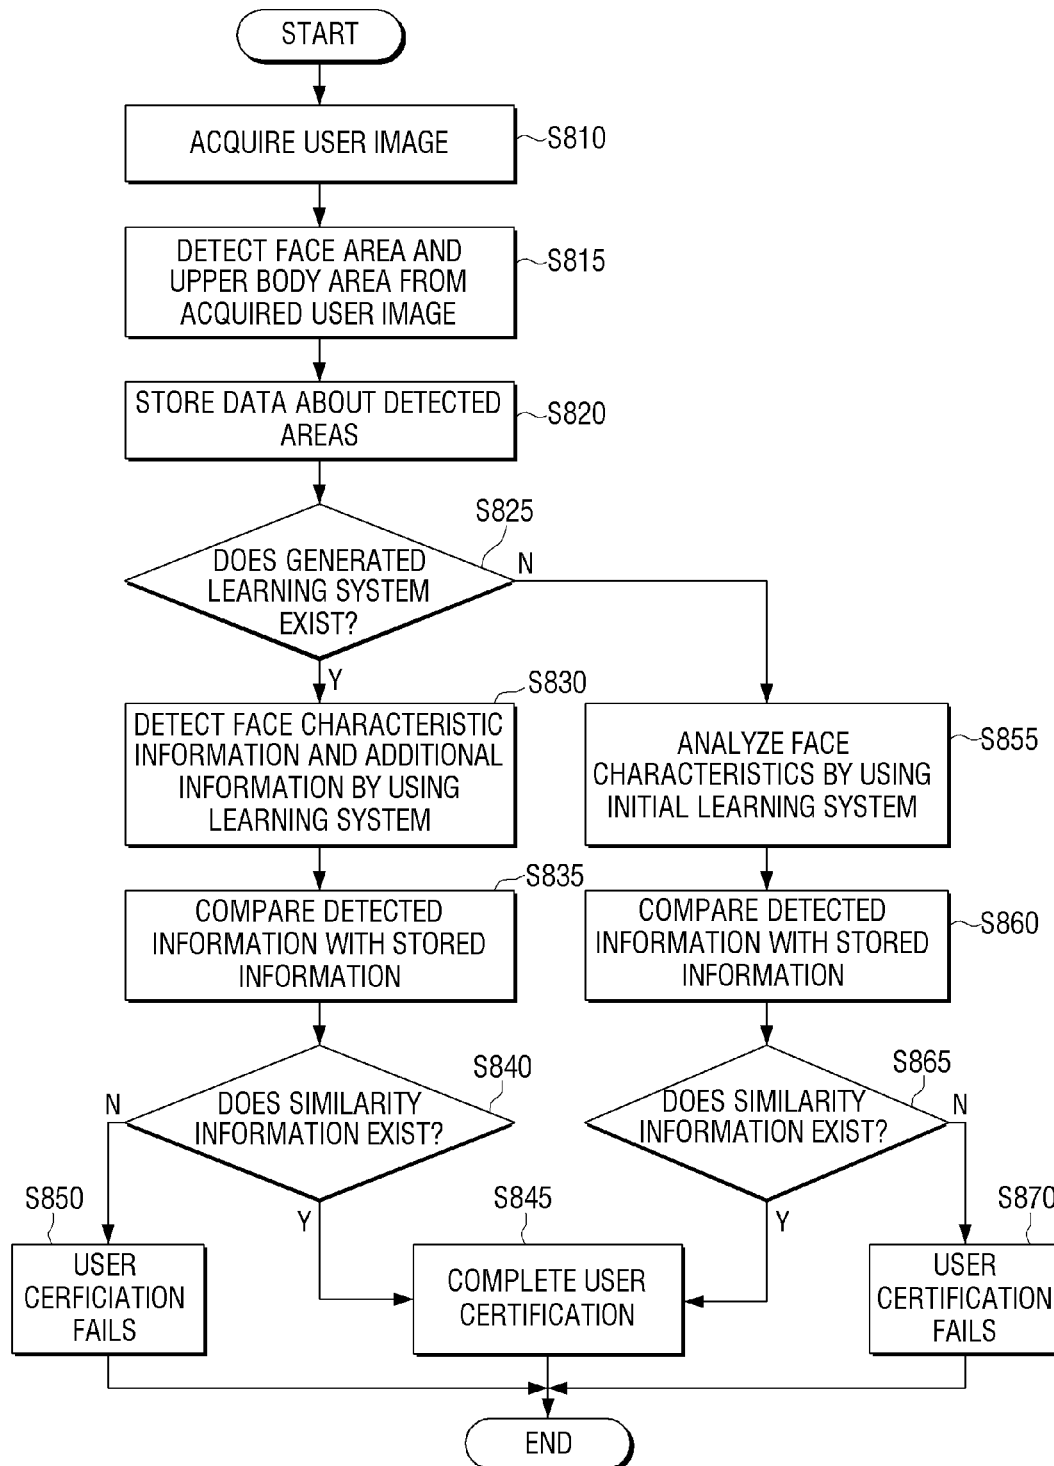 START
ACQUIRE USER IMAGE
S810
DETECT FACE AREA AND
UPPER BODY AREA FROM
ACQUIRED USER IMAGE
S815
STORE DATA ABOUT DETECTED
AREAS
S820
S825
DOES GENERATED
LEARNING SYSTEM
EXIST?
N
Y
S830
DETECT FACE CHARACTERISTIC
INFORMATION AND ADDITIONAL
INFORMATION BY USING
LEARNING SYSTEM
ANALYZE FACE
CHARACTERISTICS BY USING
INITIAL LEARNING SYSTEM
S855
S835
COMPARE DETECTED
INFORMATION WITH STORED
INFORMATION
COMPARE DETECTED
INFORMATION WITH STORED
INFORMATION
S860
S840
DOES SIMILARITY
INFORMATION EXIST?
N
Y
S865
DOES SIMILARITY
INFORMATION EXIST?
N
Y
S850
USER
CERFICIATION
FAILS
S845
COMPLETE USER
CERTIFICATION
S870
USER
CERTIFICATION
FAILS
END